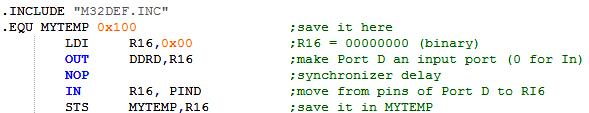 .INCLUDE "M32DEF.INC"
.EQU MYTEMP 0x100 ;save it here
LDI R16,0x00 ;R16 = 00000000 (binary)
OUT DDRD,R16 ;make Port D an input port (0 for In)
NOP ;synchronizer delay
IN R16, PIND ;move from pins of Port D to RI6
STS MYTEMP,R16 ;save it in MYTEMP